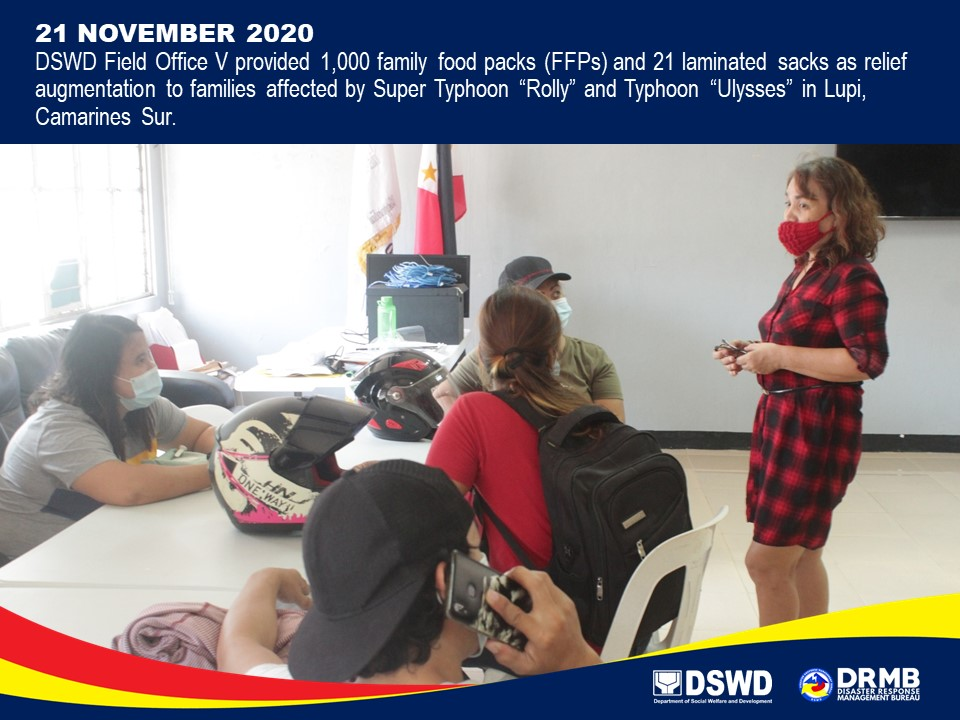 21 NOVEMBER 2020
DSWD Field Office V provided 1,000 family food packs (FFPs) and 21 laminated sacks as relief
augmentation to families affected by Super Typhoon “Rolly” and Typhoon “Ulysses” in Lupi,
Camarines Sur.
HNJ
ONE-WAY
DSWD
Department of Social Welfare and Development
DRMB
DISASTER RESPONSE
MANAGEMENT BUREAU